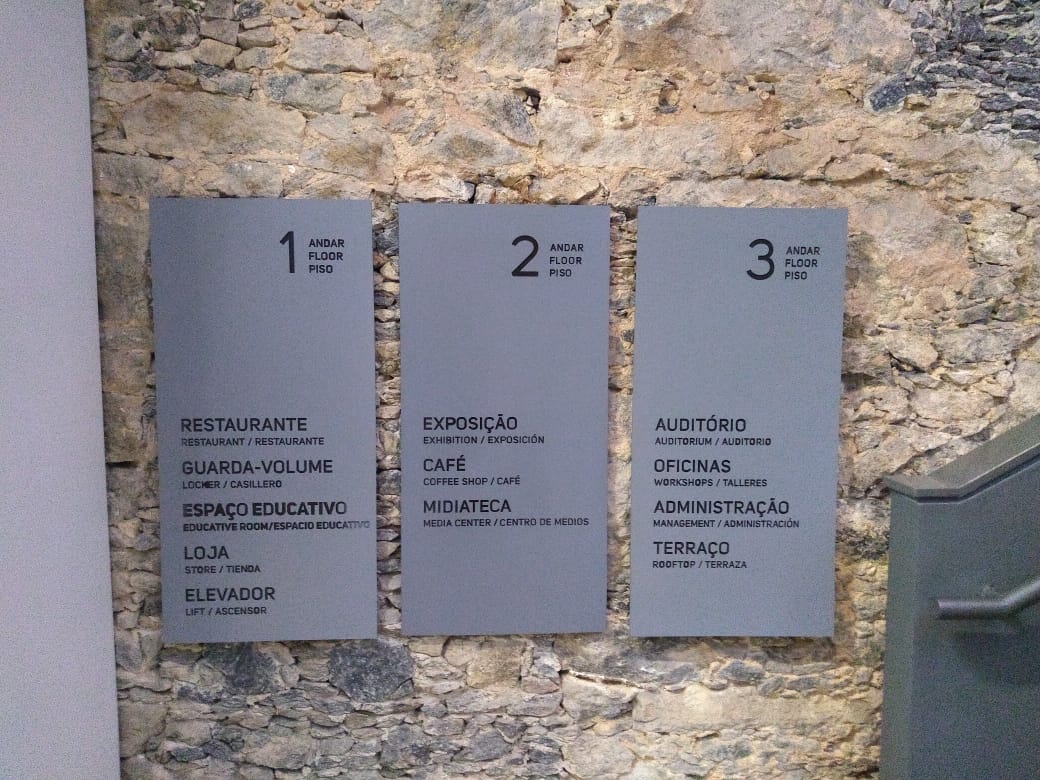 1 ANDAR
FLOOR
PISO
RESTAURANTE
RESTAURANT / RESTAURANTE
GUARDA-VOLUME
LOCKER / CASILLERO
ESPAÇO EDUCATIVO
EDUCATIVE ROOM/ESPACIO EDUCATIVO
LOJA
STORE / TIENDA
ELEVADOR
LIFT / ASCENSOR
2 ANDAR
FLOOR
PISO
EXPOSIÇÃO
EXHIBITION / EXPOSICIÓN
CAFÉ
COFFEE SHOP / CAFÉ
MIDIATECA
MEDIA CENTER / CENTRO DE MEDIOS
3 ANDAR
FLOOR
PISO
AUDITÓRIO
AUDITORIUM / AUDITORIO
OFICINAS
WORKSHOPS / TALLERES
ADMINISTRAÇÃO
MANAGEMENT / ADMINISTRACIÓN
TERRAÇO
ROOFTOP / TERRAZA